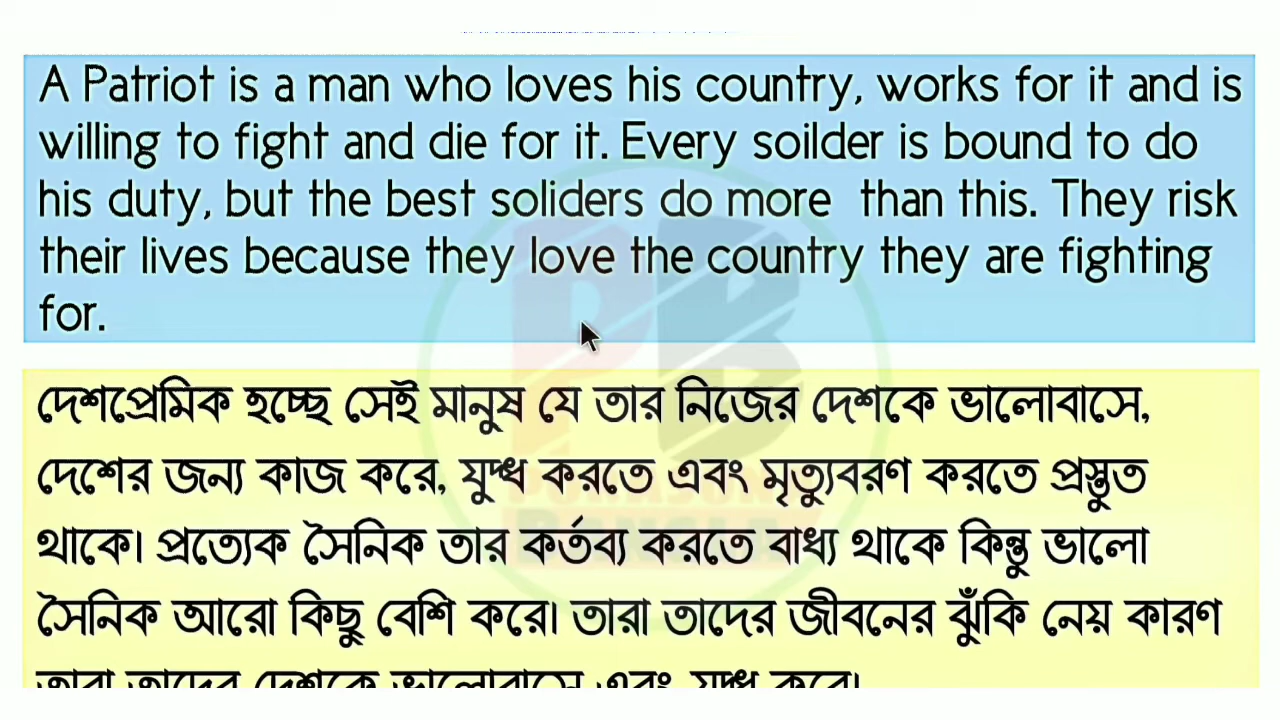 A Patriot is a man who loves his country, works for it and is
willing to fight and die for it. Every soilder is bound to do
his duty, but the best soliders do more than this. They risk
their lives because they love the country they are fighting
for.
দেশপ্রেমিক হচ্ছে সেই মানুষ যে তার নিজের দেশকে ভালোবাসে,
দেশের জন্য কাজ করে, যুদ্ধ করতে এবং মৃত্যুবরণ করতে প্রস্তুত
থাকে। প্রত্যেক সৈনিক তার কর্তব্য করতে বাধ্য থাকে কিন্তু ভালো
সৈনিক আরো কিছু বেশি করে। তারা তাদের জীবনের ঝুঁকি নেয় কারণ
তারা তাদের দেশকে ভালোবাসে এবং যুদ্ধ করে।